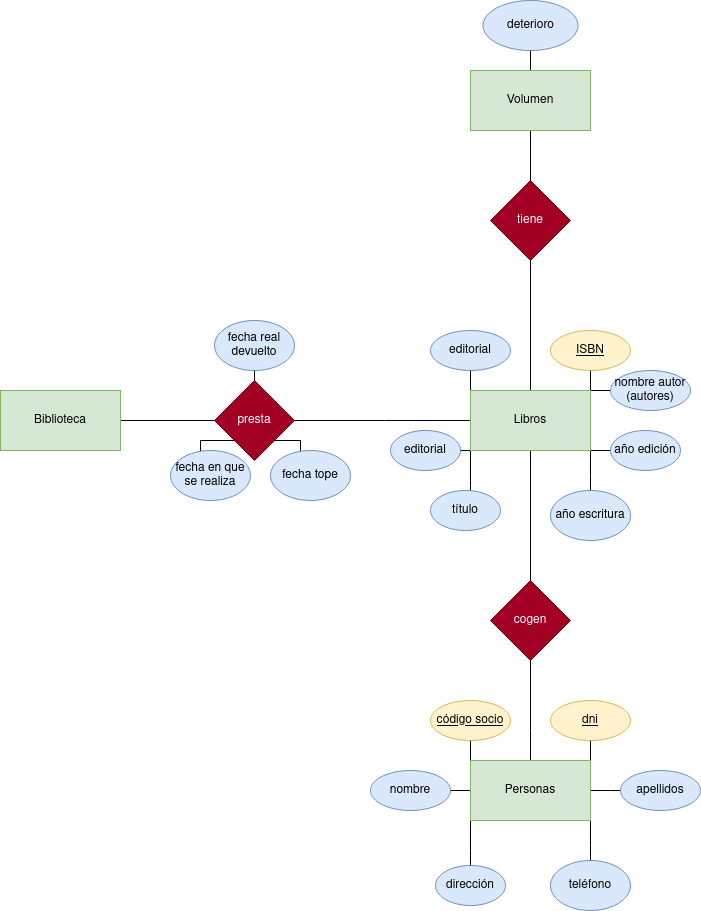 deterioro
Volumen
tiene
fecha real
devuelto
editorial
ISBN
nombre autor
(autores)
Biblioteca
presta
Libros
fecha en que
se realiza
fecha tope
editorial
año edición
título
año escritura
cogen
código socio
dni
nombre
Personas
apellidos
dirección
teléfono